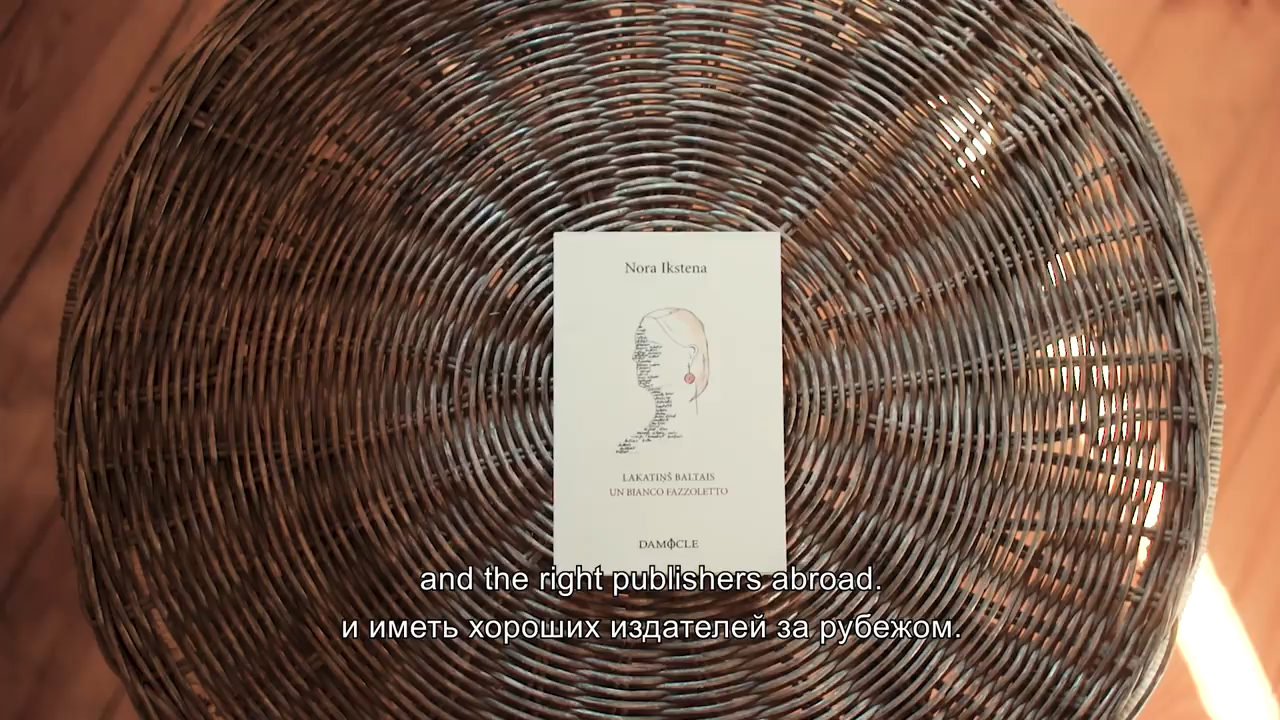 Nora Ikstena
LAKATIŅŠ BALTAIS
UN BIANCO FAZZOLETTO
DAMOCLE
and the right publishers abroad.
и иметь хороших издателей за рубежом.